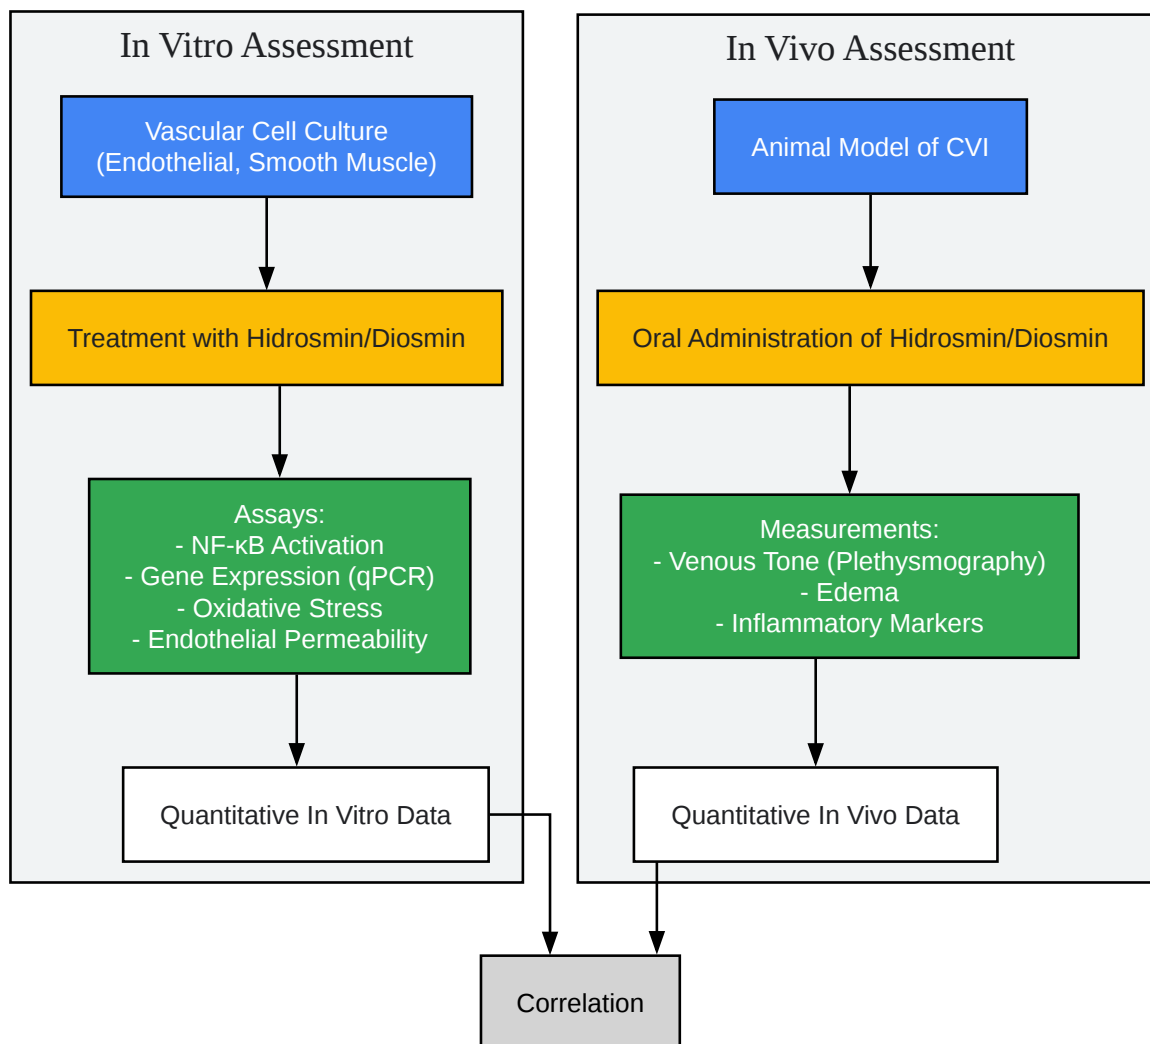 In Vitro Assessment
Vascular Cell Culture
(Endothelial, Smooth Muscle)
Treatment with Hidrosmin/Diosmin
Assays:
- NF-κB Activation
- Gene Expression (qPCR)
- Oxidative Stress
- Endothelial Permeability
Quantitative In Vitro Data
In Vivo Assessment
Animal Model of CVI
Oral Administration of Hidrosmin/Diosmin
Measurements:
- Venous Tone (Plethysmography)
- Edema
- Inflammatory Markers
Quantitative In Vivo Data
Correlation